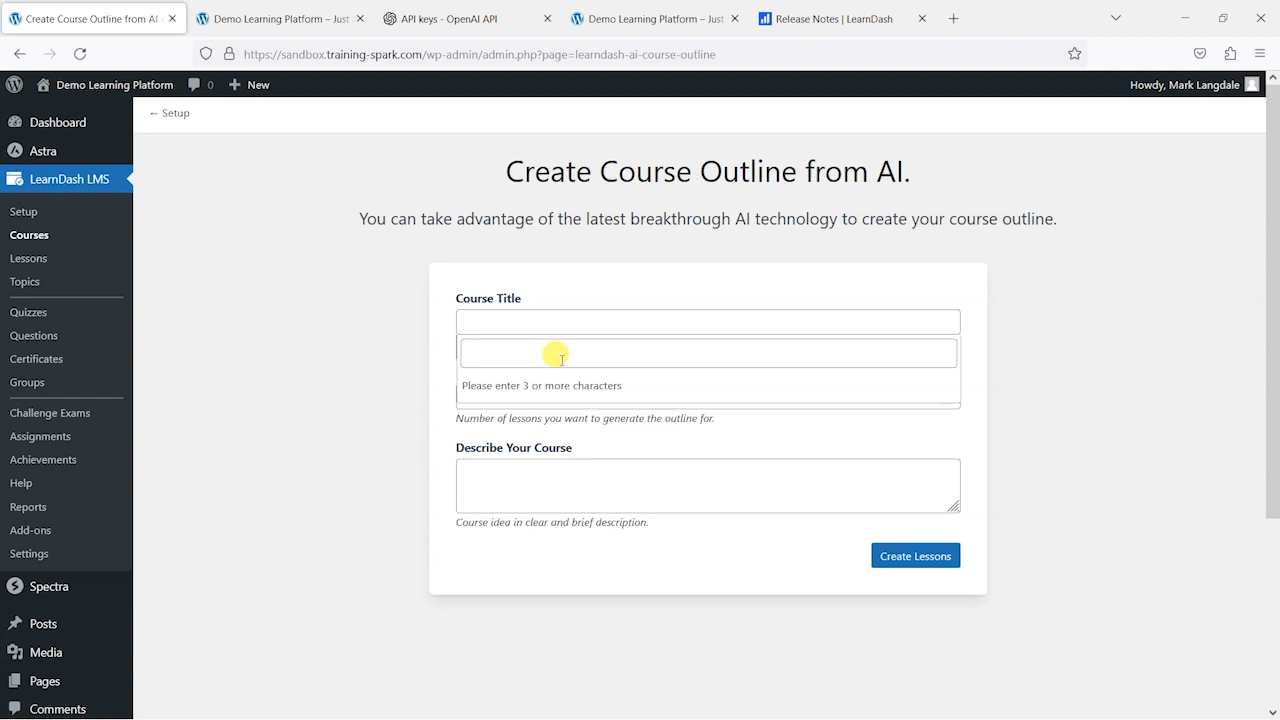 Create Course Outline from AI
Demo Learning Platform – Just
API keys - OpenAI API
Demo Learning Platform – Just
Release Notes | LearnDash
https://sandbox.training-spark.com/wp-admin/admin.php?page=learndash-ai-course-outline
Demo Learning Platform
0
New
Howdy, Mark Langdale
Dashboard
Astra
LearnDash LMS
Setup
Courses
Lessons
Topics
Quizzes
Questions
Certificates
Groups
Challenge Exams
Assignments
Achievements
Help
Reports
Add-ons
Settings
Spectra
Posts
Media
Pages
Comments
← Setup
Create Course Outline from AI.
You can take advantage of the latest breakthrough AI technology to create your course outline.
Course Title
Please enter 3 or more characters
Number of lessons you want to generate the outline for.
Describe Your Course
Course idea in clear and brief description.
Create Lessons